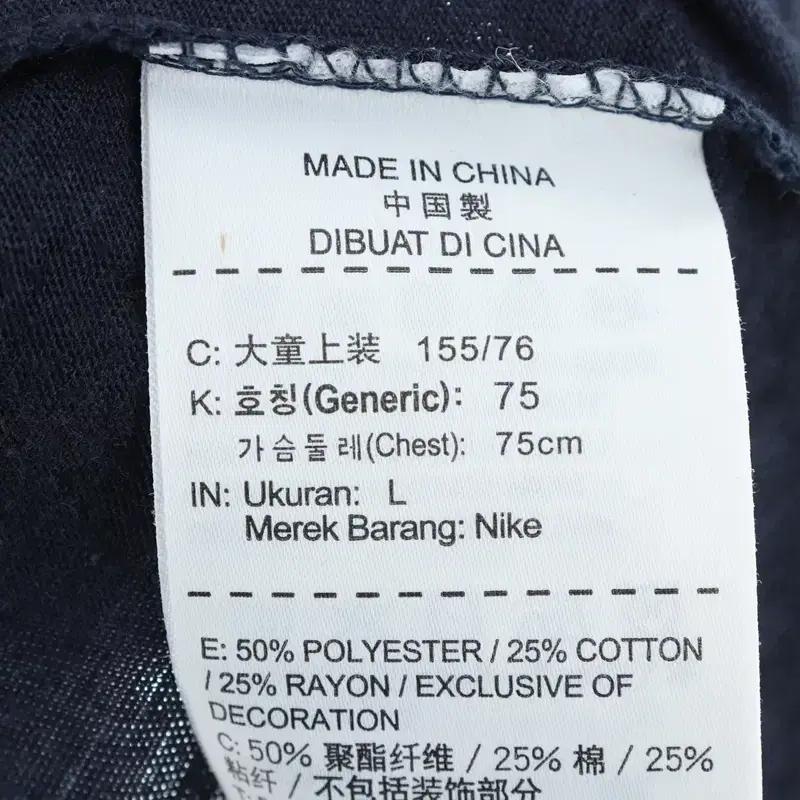 MADE IN CHINA
中国製
DIBUAT DI CINA
C: 大童上装 155/76
K: 호칭(Generic): 75
가슴둘레(Chest): 75cm
IN: Ukuran: L
Merek Barang: Nike
E: 50% POLYESTER / 25% COTTON
/ 25% RAYON / EXCLUSIVE OF
DECORATION
C: 50% 聚酯纤维 / 25% 棉 / 25%
粘纤 / 不包括装饰部分